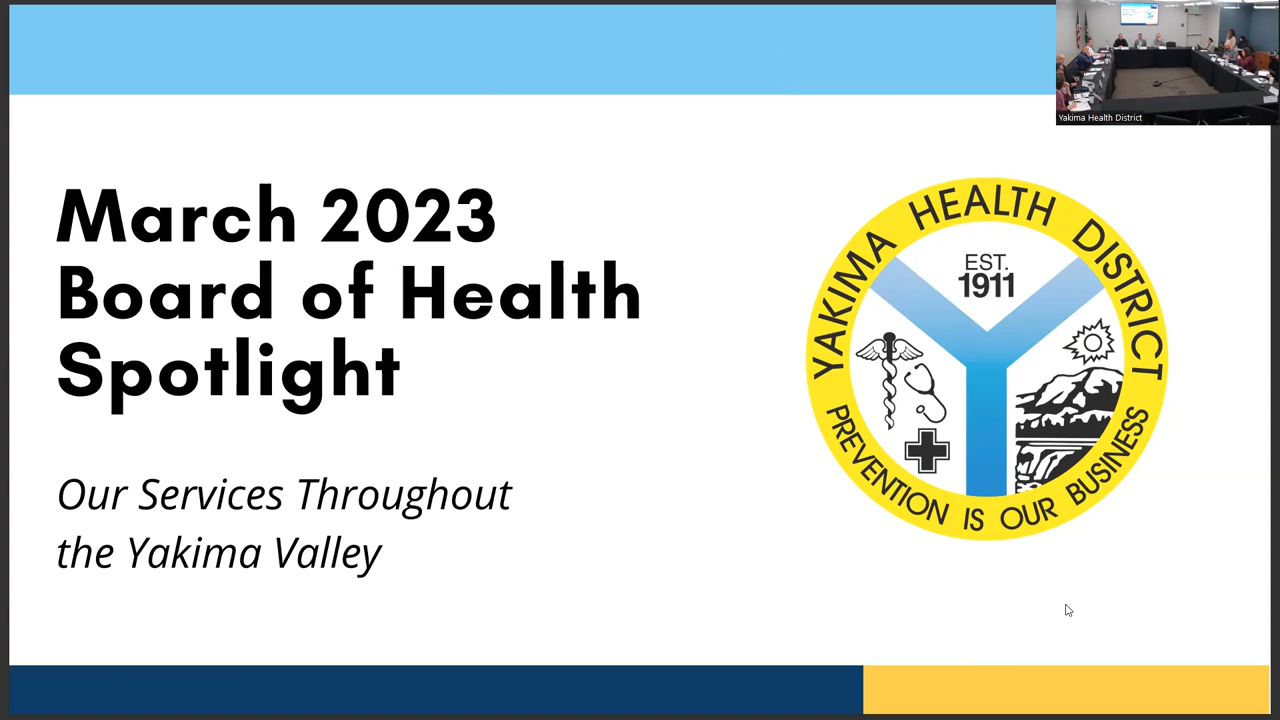 March 2023
Board of Health
Spotlight
Our Services Throughout
the Yakima Valley
YAKIMA HEALTH DISTRICT
EST.
1911
PREVENTION IS OUR BUSINESS
Yakima Health District